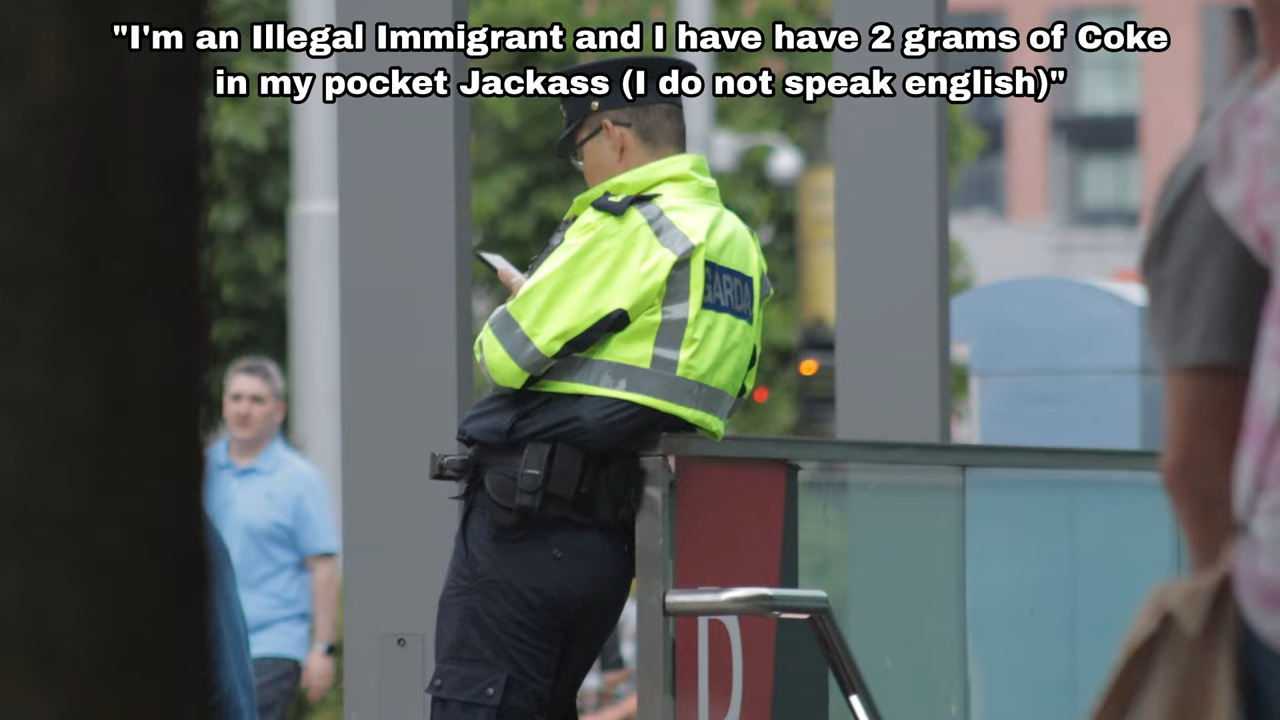 "I'm an Illegal Immigrant and I have have 2 grams of Coke
in my pocket Jackass (I do not speak english)"
GARDA
D